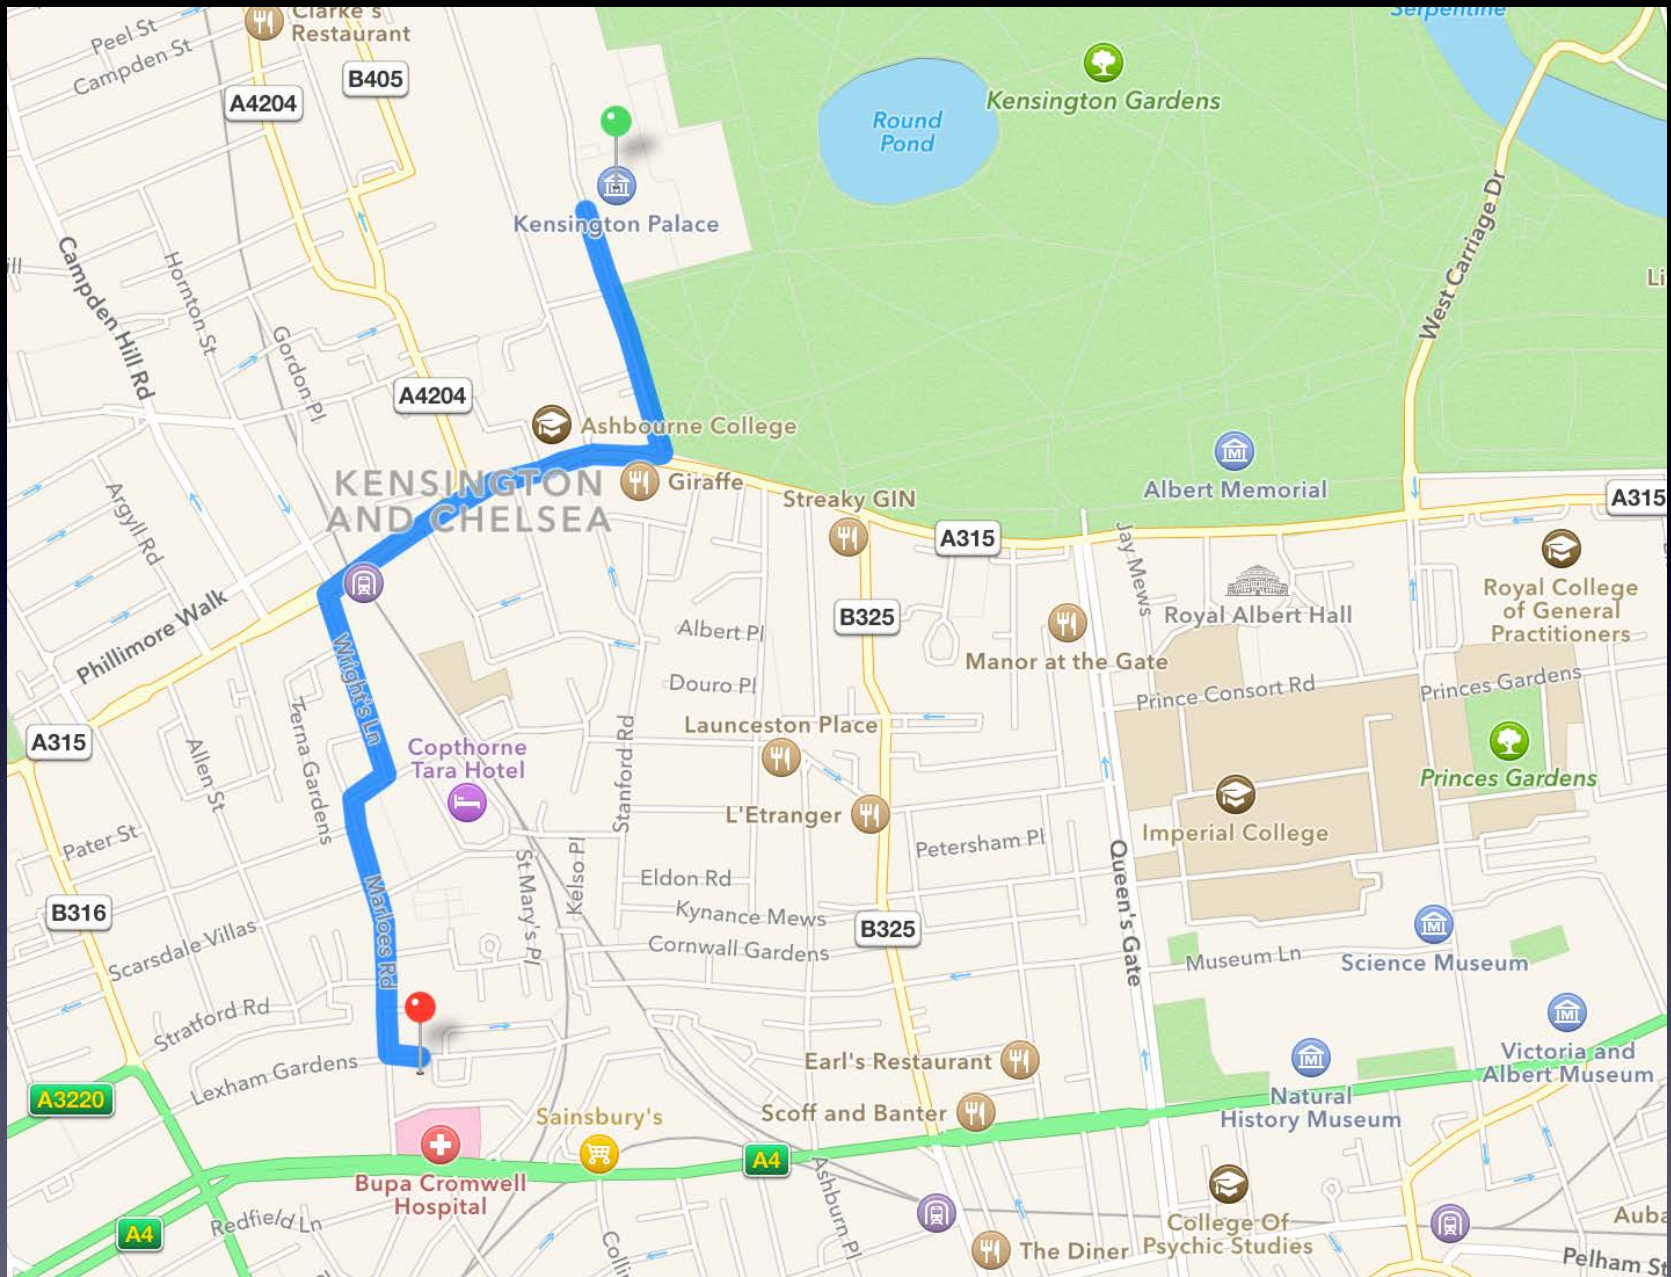 Clarke's
Restaurant
Serpentine
Peel St
Campden St
B405
A4204
Kensington Gardens
Round
Pond
Kensington Palace
West Carriage Dr
Campden Hill Rd
Hornton St
Gordon Pl
A4204
Ashbourne College
KENSINGTON
AND CHELSEA
Giraffe
Streaky GIN
Albert Memorial
A315
A315
Argyll Rd
Jay Mews
Royal College
of General
Practitioners
Royal Albert Hall
Phillimore Walk
B325
Albert Pl
Manor at the Gate
Wright's Ln
Douro Pl
Prince Consort Rd
Princes Gardens
A315
Launceston Place
Stanford Rd
Allen St
Copthorne
Tara Hotel
Princes Gardens
L'Etranger
Imperial College
Pater St
Petersham Pl
Eldon Rd
Kelso Pl
St Mary's Pl
Queen's Gate
Marloes Rd
B316
Kynance Mews
B325
Cornwall Gardens
Scarsdale Villas
Museum Ln
Science Museum
Stratford Rd
Lexham Gardens
Earl's Restaurant
Victoria and
Albert Museum
A3220
Natural
History Museum
Scoff and Banter
Sainsbury's
A4
Bupa Cromwell
Hospital
Ashburn Pl
Redfield Ln
A4
College Of
Psychic Studies
The Diner
Pelham St